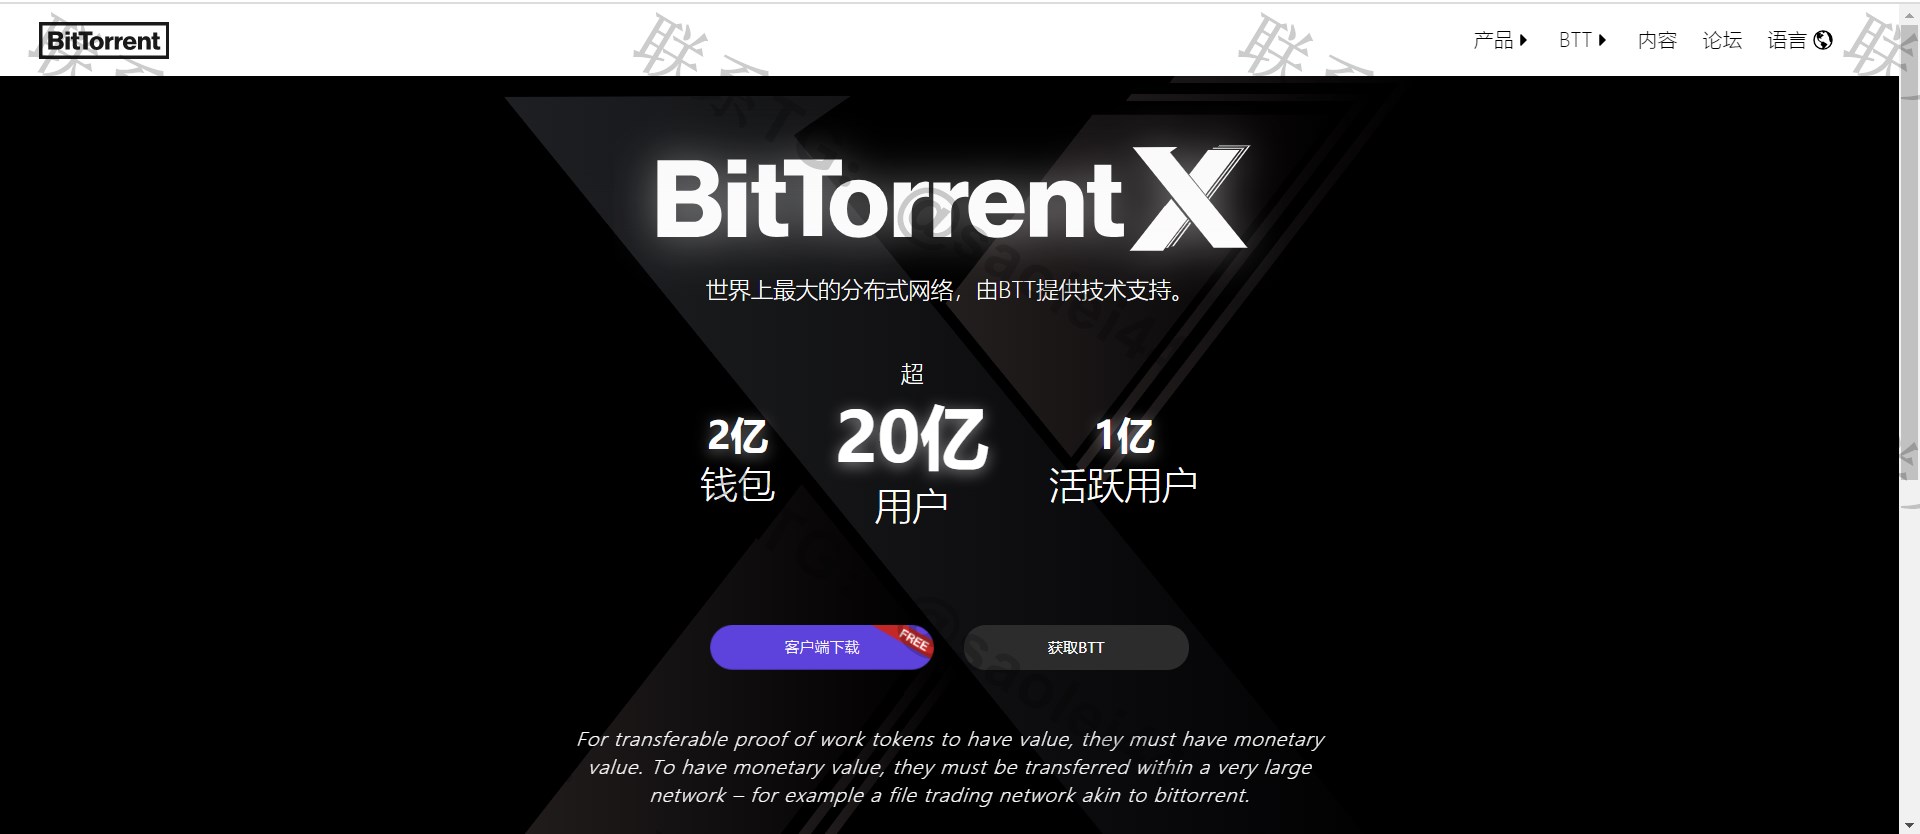 BitTorrent
产品 BTT 内容 论坛 语言
BitTorrentX
世界上最大的分布式网络，由BTT提供技术支持。
超
2亿 20亿 1亿
钱包 用户 活跃用户
客户端下载 FREE 获取BTT
For transferable proof of work tokens to have value, they must have monetary
value. To have monetary value, they must be transferred within a very large
network – for example a file trading network akin to bittorrent.